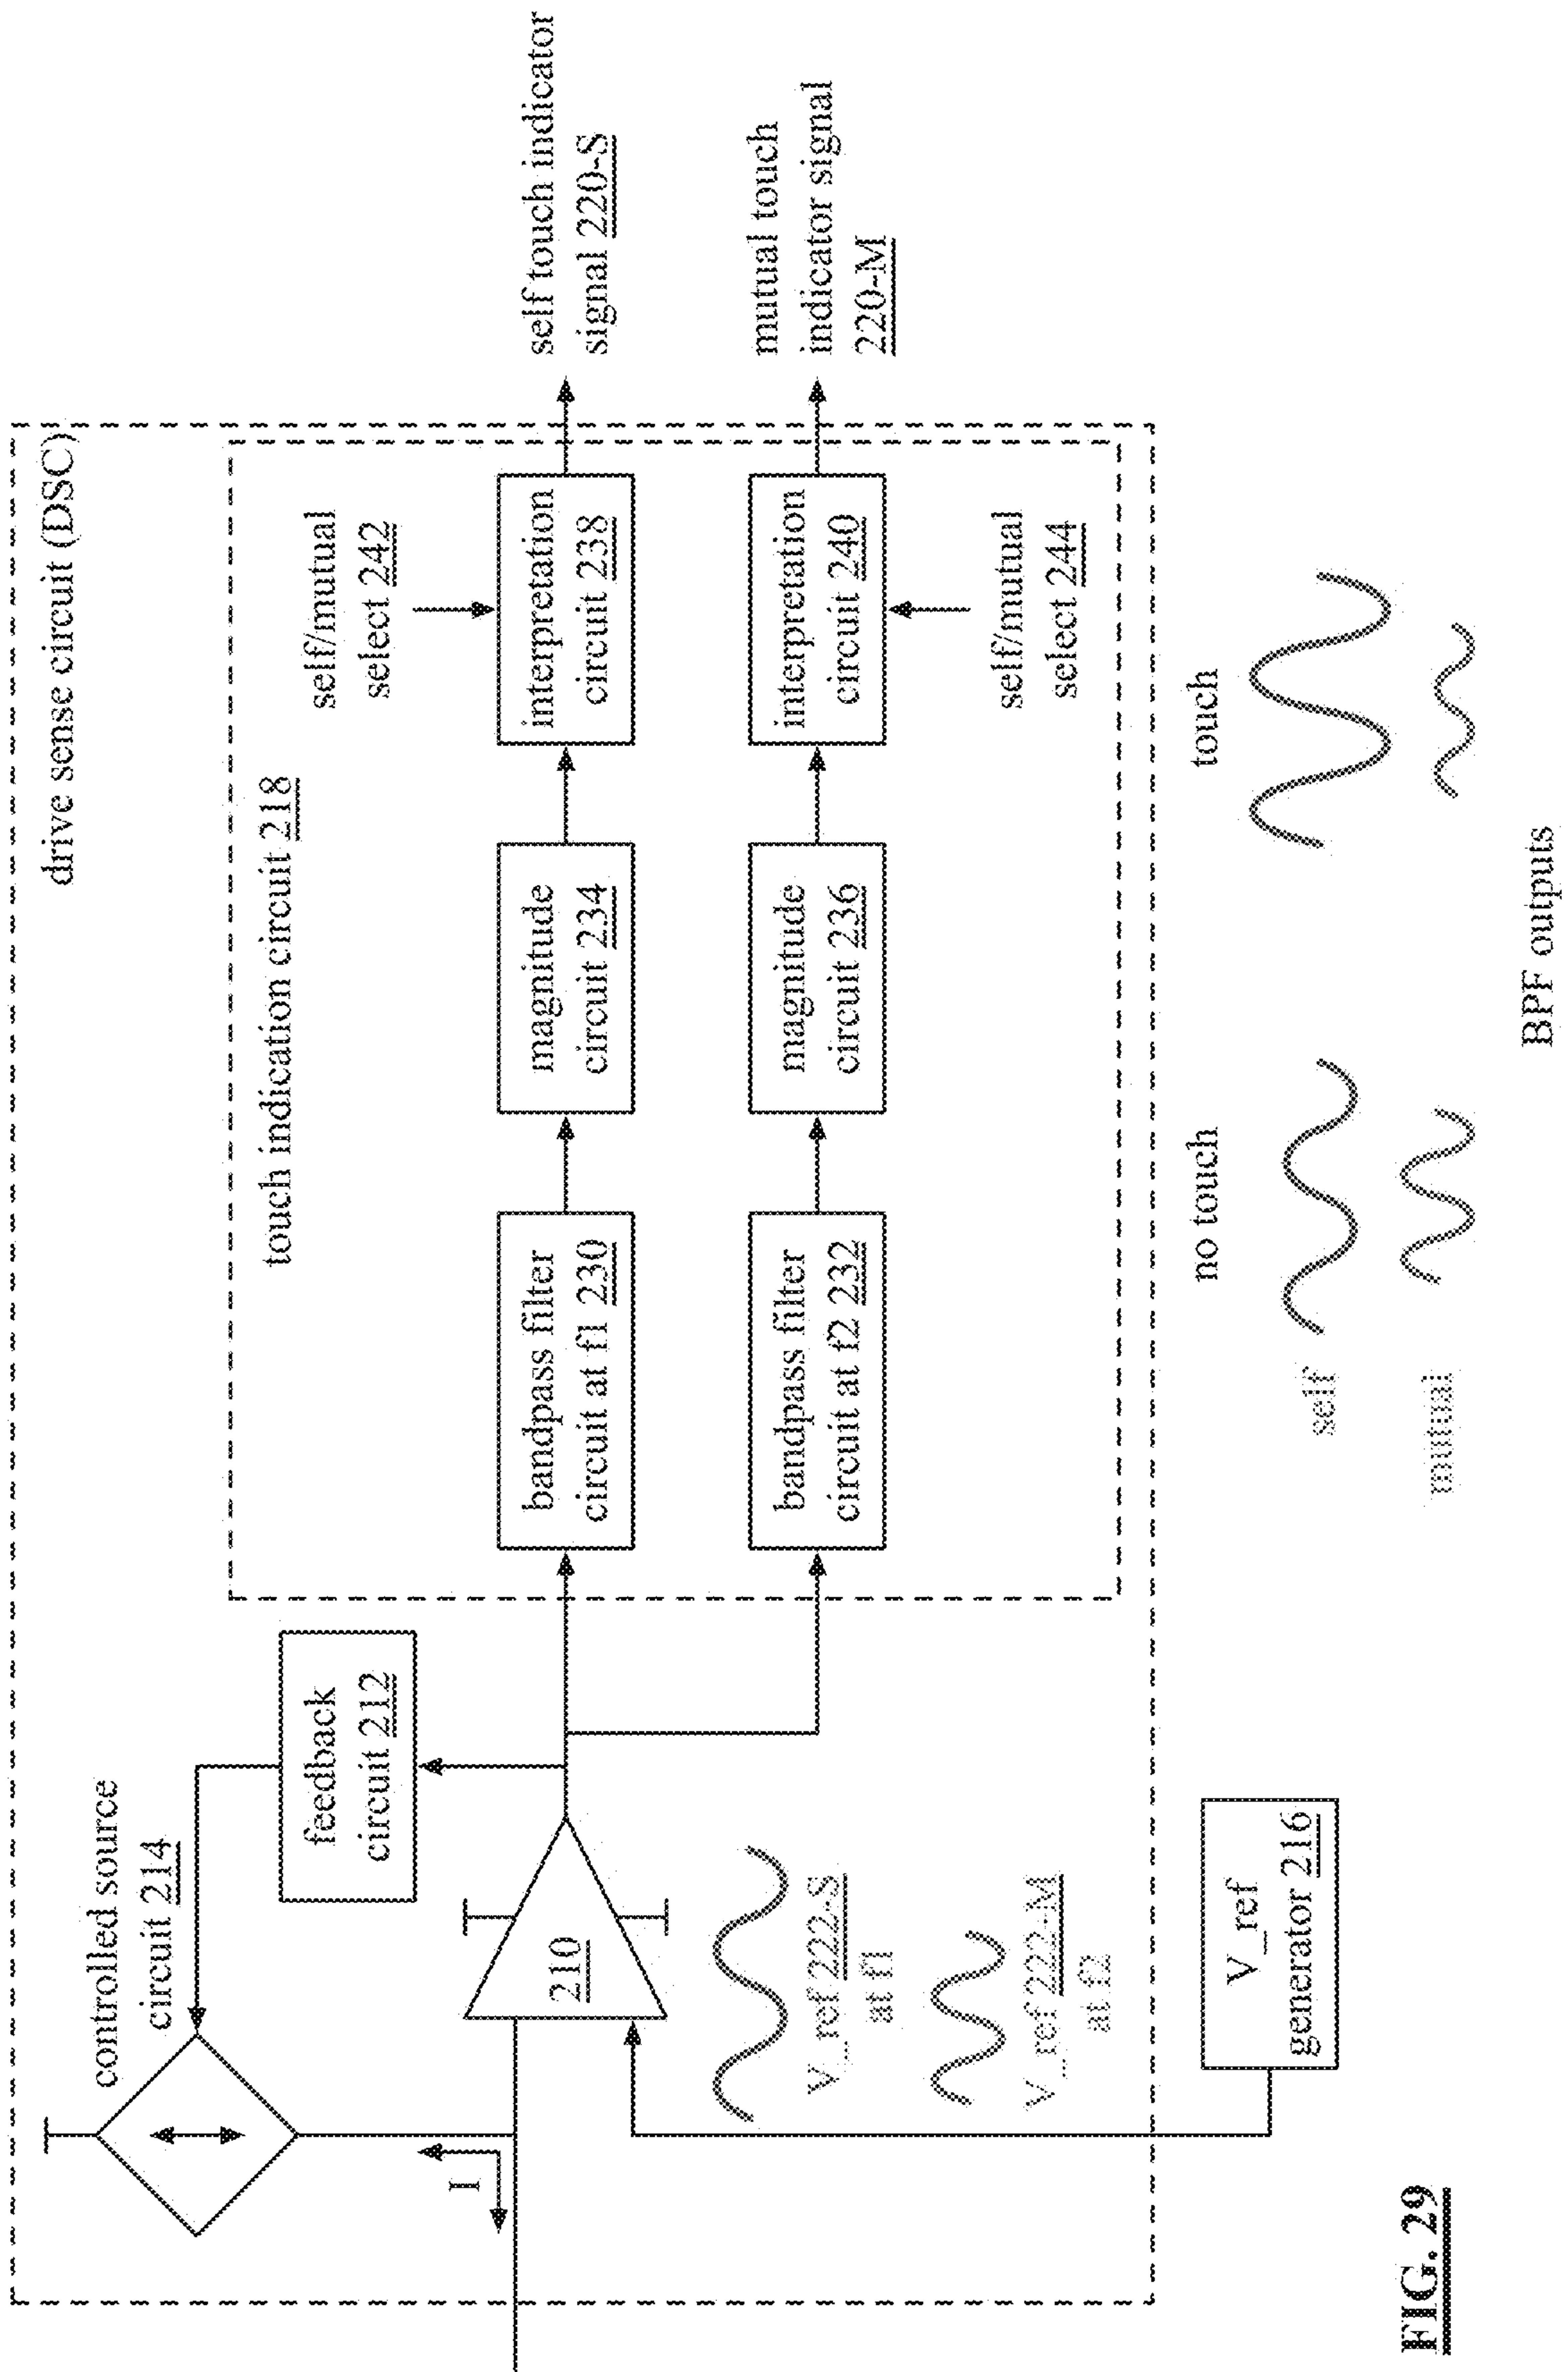 drive sense circuit (DSC)
controlled source
circuit 214
feedback
circuit 212
I
210
V_ref 222-S
at f1
V_ref 222-M
at f2
V_ref
generator 216
touch indication circuit 218
bandpass filter
circuit at f1 230
magnitude
circuit 234
self/mutual
select 242
interpretation
circuit 238
self touch indicator
signal 220-S
bandpass filter
circuit at f2 232
magnitude
circuit 236
interpretation
circuit 240
self/mutual
select 244
mutual touch
indicator signal
220-M
no touch
touch
self
mutual
BPF outputs
FIG. 29